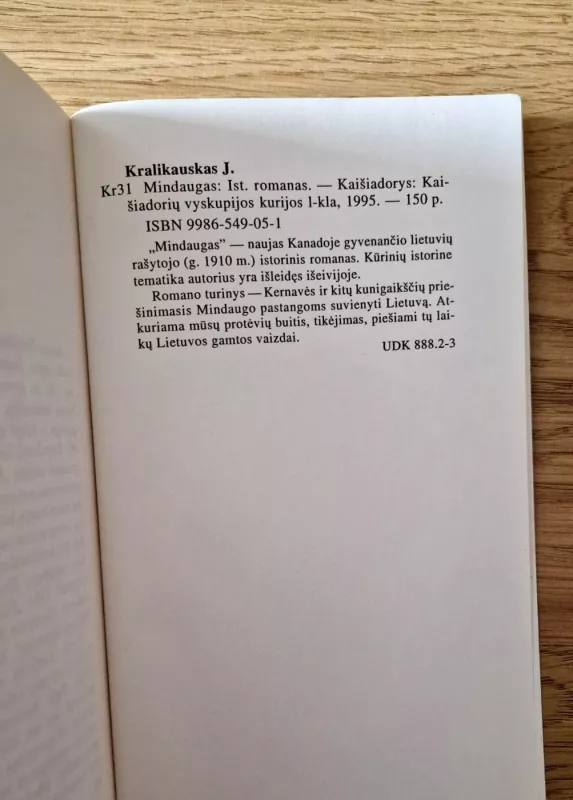 Kralikauskas J.
Kr31 Mindaugas: Ist. romanas. — Kaišiadorys: Kai-
šiadorių vyskupijos kurijos l-kla, 1995. — 150 p.
ISBN 9986-549-05-1
„Mindaugas” — naujas Kanadoje gyvenančio lietuvių
rašytojo (g. 1910 m.) istorinis romanas. Kūrinių istorine
tematika autorius yra išleidęs išeivijoje.
Romano turinys — Kernavės ir kitų kunigaikščių prie-
šinimasis Mindaugo pastangoms suvienyti Lietuvą. At-
kuriama mūsų protėvių buitis, tikėjimas, piešiami tų lai-
kų Lietuvos gamtos vaizdai.
UDK 888.2-3